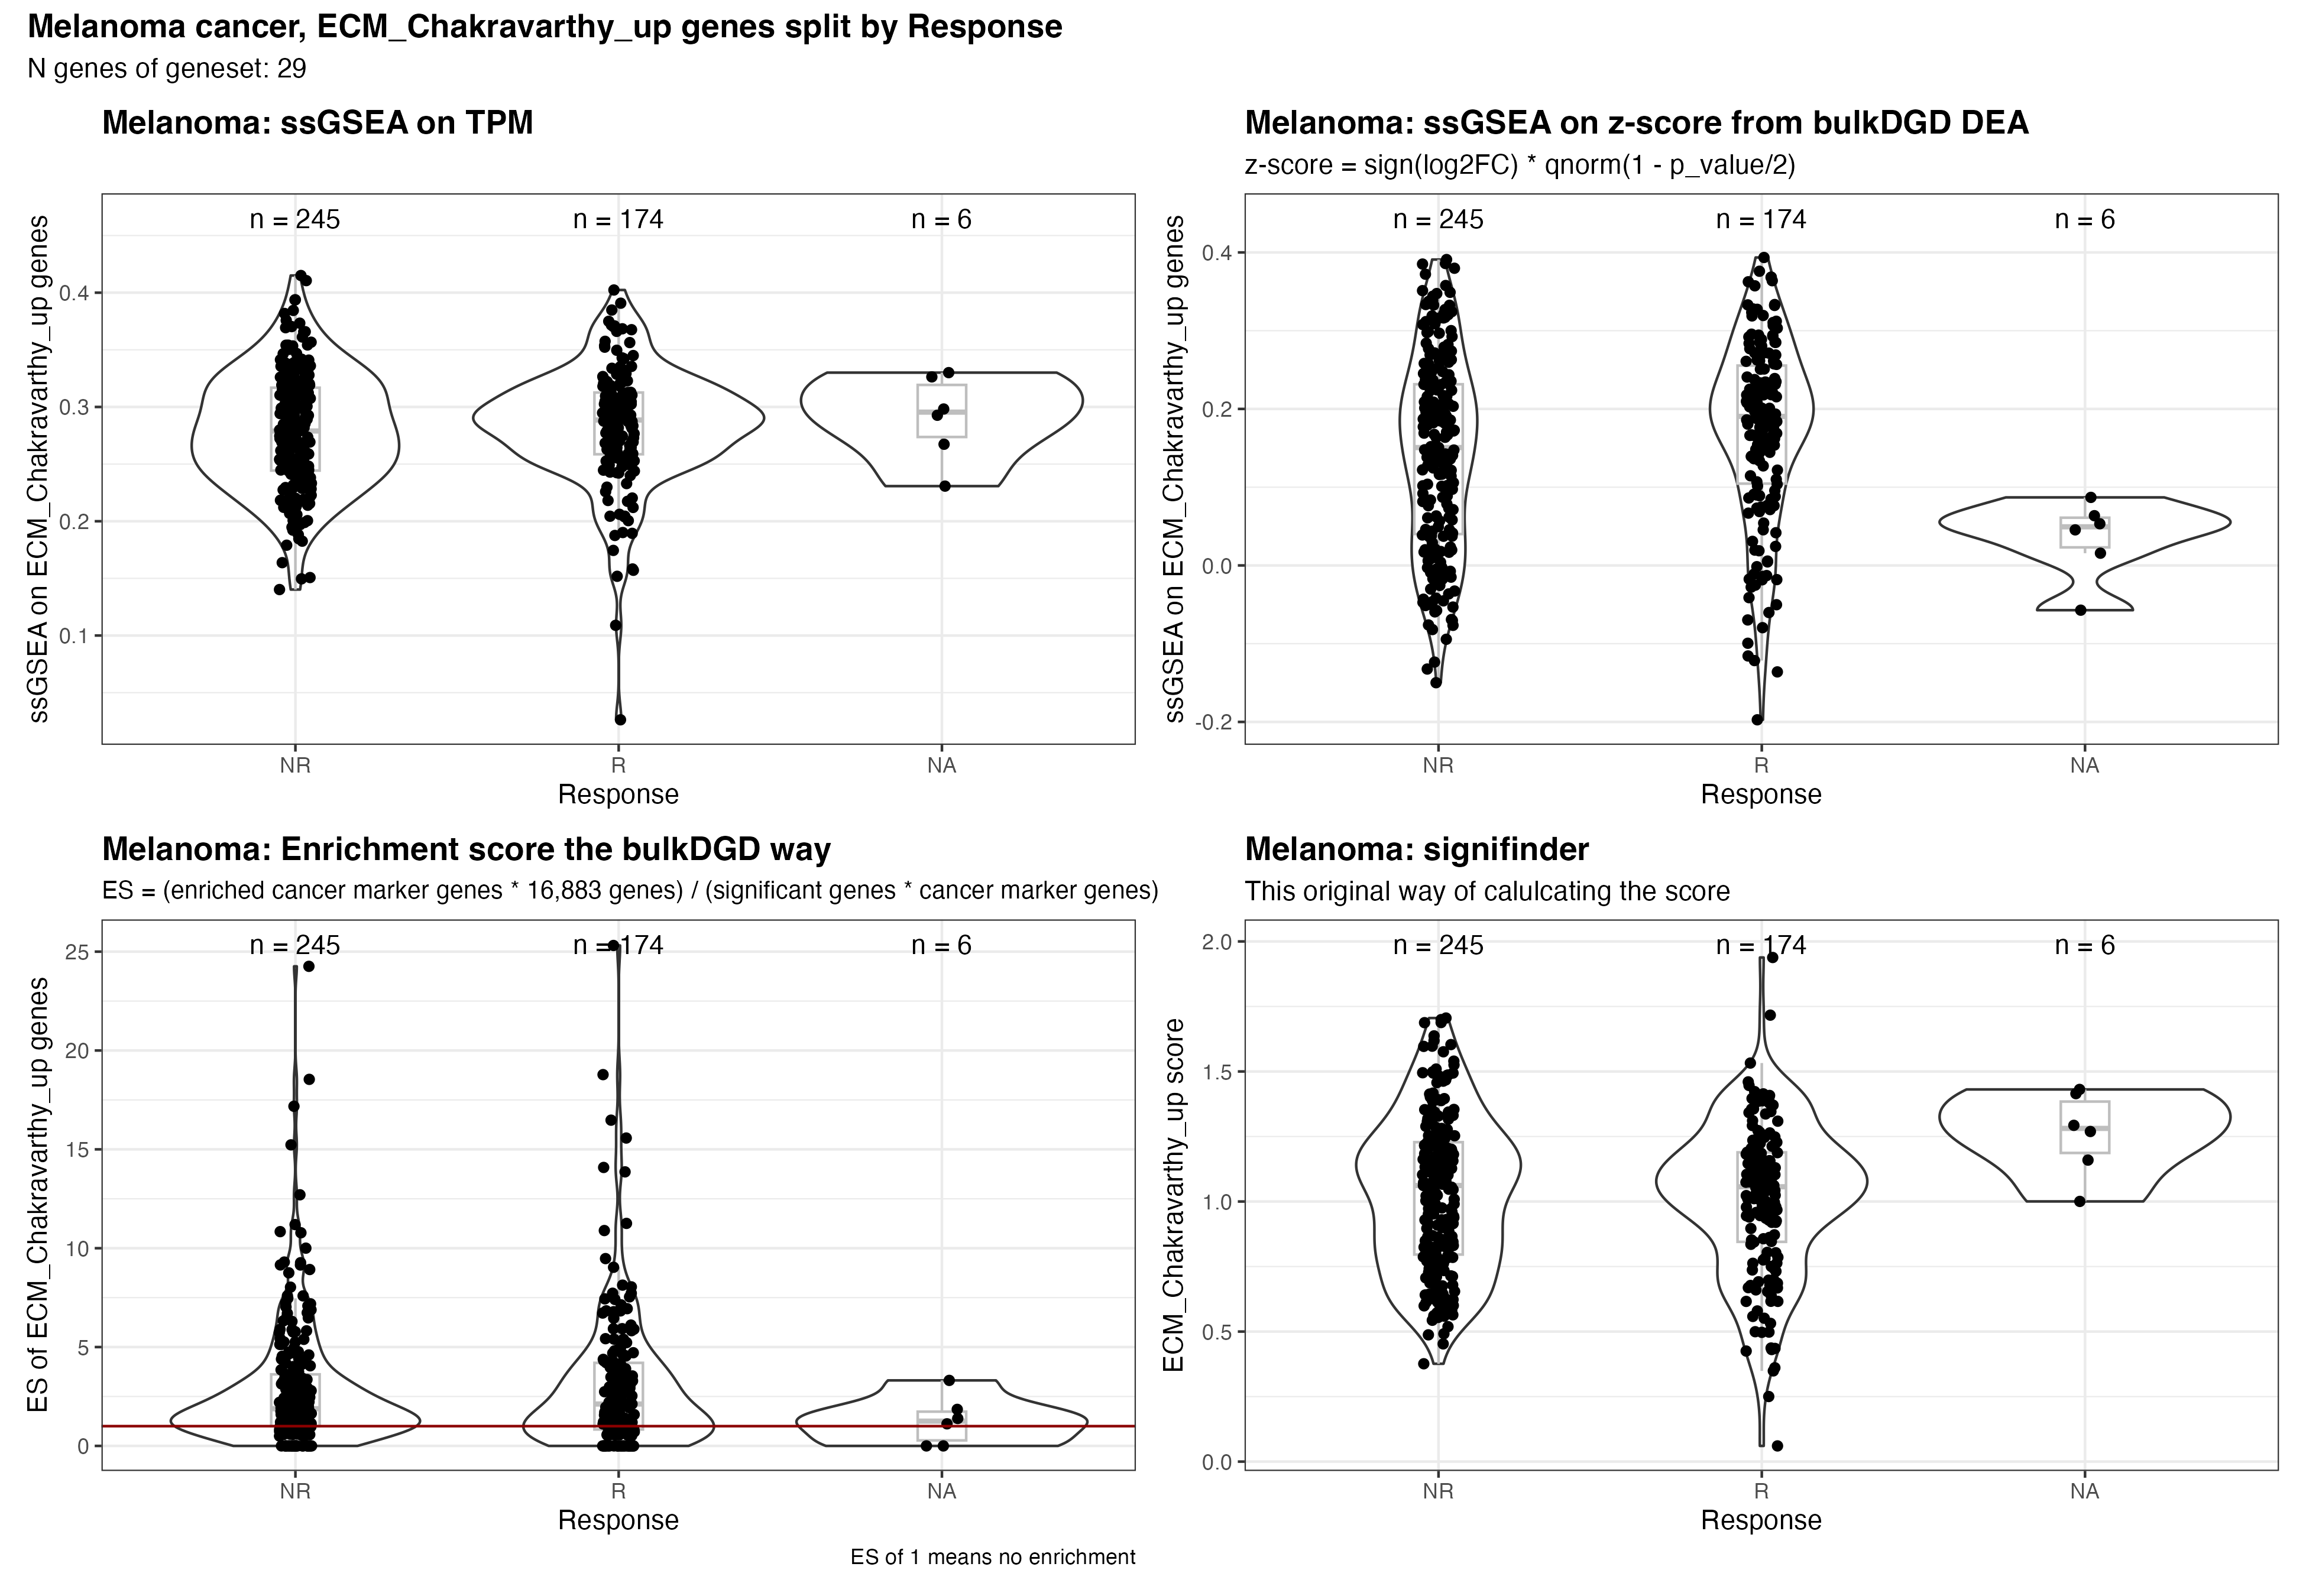 Melanoma cancer, ECM_Chakravarthy_up genes split by Response
N genes of geneset: 29
Melanoma: ssGSEA on TPM
ssGSEA on ECM_Chakravarthy_up genes
n = 245
n = 174
n = 6
0.4
0.3
0.2
0.1
NR
R
NA
Response
Melanoma: ssGSEA on z-score from bulkDGD DEA
z-score = sign(log2FC) * qnorm(1 - p_value/2)
ssGSEA on ECM_Chakravarthy_up genes
n = 245
n = 174
n = 6
0.4
0.2
0.0
-0.2
NR
R
NA
Response
Melanoma: Enrichment score the bulkDGD way
ES = (enriched cancer marker genes * 16,883 genes) / (significant genes * cancer marker genes)
ES of ECM_Chakravarthy_up genes
n = 245
n = 174
n = 6
25
20
15
10
5
0
NR
R
NA
Response
ES of 1 means no enrichment
Melanoma: signifinder
This original way of calulcating the score
ECM_Chakravarthy_up score
n = 245
n = 174
n = 6
2.0
1.5
1.0
0.5
0.0
NR
R
NA
Response